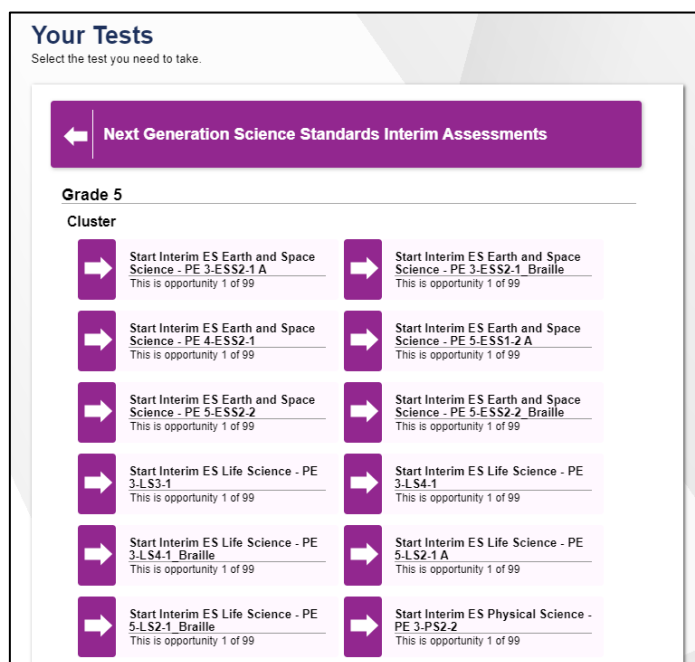 Your Tests
Select the test you need to take.
Next Generation Science Standards Interim Assessments
Grade 5
Cluster
Start Interim ES Earth and Space
Science - PE 3-ESS2-1 A
This is opportunity 1 of 99
Start Interim ES Earth and Space
Science - PE 3-ESS2-1_Braille
This is opportunity 1 of 99
Start Interim ES Earth and Space
Science - PE 4-ESS2-1
This is opportunity 1 of 99
Start Interim ES Earth and Space
Science - PE 5-ESS1-2 A
This is opportunity 1 of 99
Start Interim ES Earth and Space
Science - PE 5-ESS2-2
This is opportunity 1 of 99
Start Interim ES Earth and Space
Science - PE 5-ESS2-2_Braille
This is opportunity 1 of 99
Start Interim ES Life Science - PE
3-LS3-1
This is opportunity 1 of 99
Start Interim ES Life Science - PE
3-LS4-1
This is opportunity 1 of 99
Start Interim ES Life Science - PE
3-LS4-1_Braille
This is opportunity 1 of 99
Start Interim ES Life Science - PE
5-LS2-1 A
This is opportunity 1 of 99
Start Interim ES Life Science - PE
5-LS2-1_Braille
This is opportunity 1 of 99
Start Interim ES Physical Science -
PE 3-PS2-2
This is opportunity 1 of 99